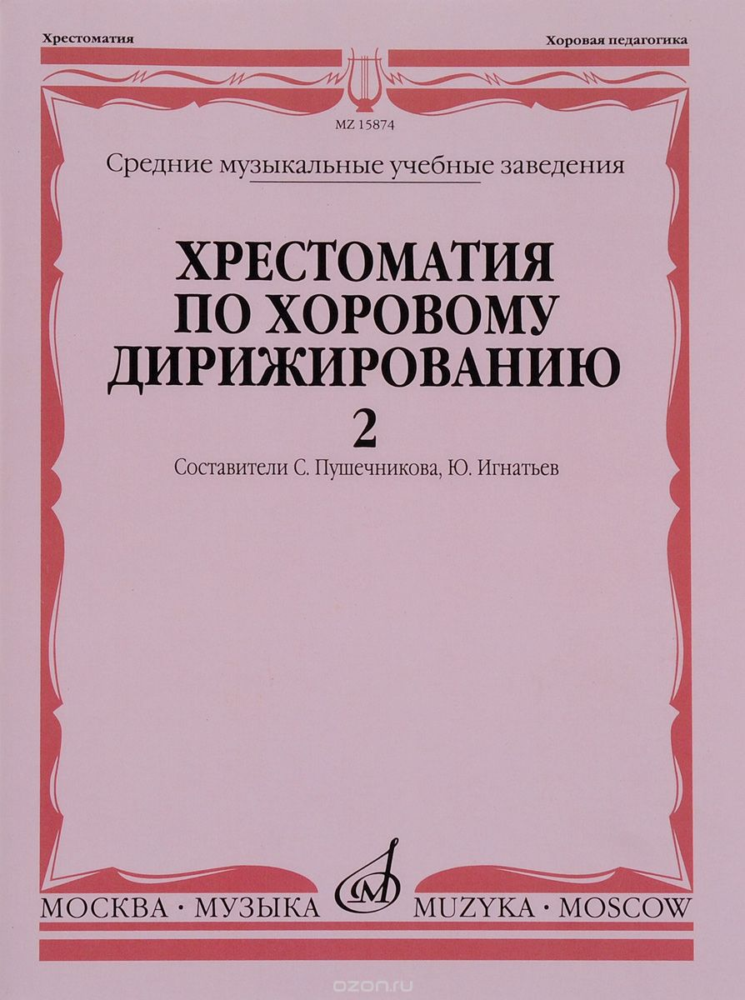 Хрестоматия
Хоровая педагогика
MZ 15874
Средние музыкальные учебные заведения
ХРЕСТОМАТИЯ
ПО ХОРОВОМУ
ДИРИЖИРОВАНИЮ
2
Составители С. Пушечникова, Ю. Игнатьев
МОСКВА · МУЗЫКА
М
MUZYKA · MOSCOW
ozon.ru